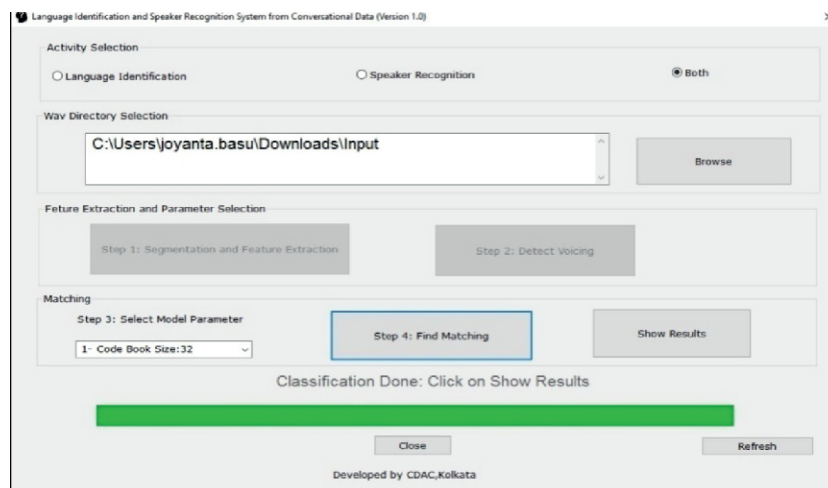 Language Identification and Speaker Recognition System from Conversational Data (Version 1.0)
Activity Selection
Language Identification
Speaker Recognition
Both
Wav Directory Selection
C:\Users\joyanta.basu\Downloads\Input
Browse
Feture Extraction and Parameter Selection
Step 1: Segmentation and Feature Extraction
Step 2: Detect Voicing
Matching
Step 3: Select Model Parameter
1- Code Book Size:32
Step 4: Find Matching
Show Results
Classification Done: Click on Show Results
Close
Refresh
Developed by CDAC,Kolkata